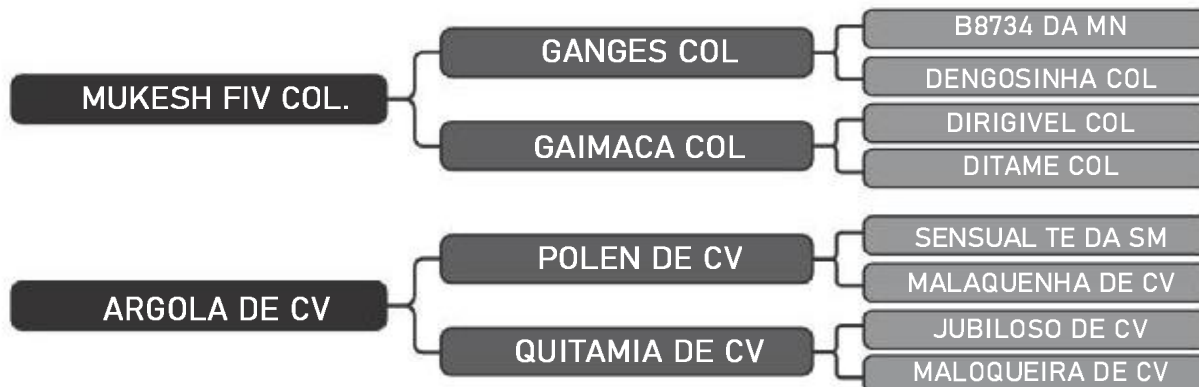 MUKESH FIV COL.
GANGES COL
B8734 DA MN
DENGOSINHA COL
GAIMACA COL
DIRIGIVEL COL
DITAME COL
ARGOLA DE CV
POLEN DE CV
SENSUAL TE DA SM
MALAQUENHA DE CV
QUITAMIA DE CV
JUBILOSO DE CV
MALOQUEIRA DE CV